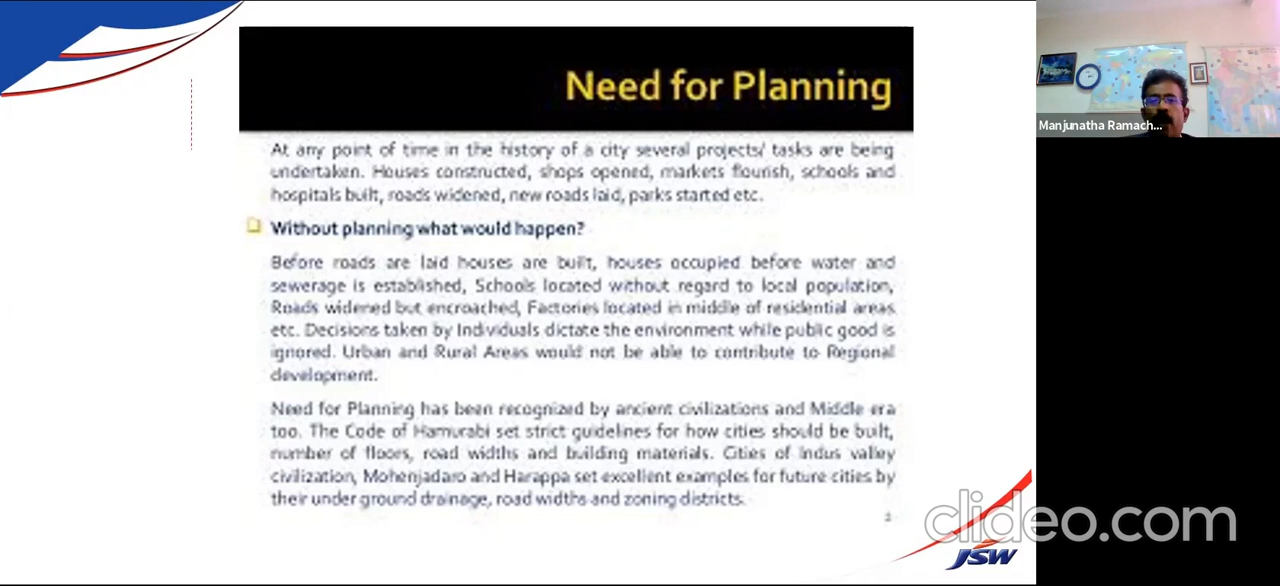 Need for Planning
At any point of time in the history of a city several projects/ tasks are being
undertaken. Houses constructed, shops opened, markets flourish, schools and
hospitals built, roads widened, new roads laid, parks started etc.
Without planning what would happen?
Before roads are laid houses are built, houses occupied before water and
sewerage is established, Schools located without regard to local population,
Roads widened but encroached, Factories located in middle of residential areas
etc. Decisions taken by Individuals dictate the environment while public good is
ignored. Urban and Rural Areas would not be able to contribute to Regional
development.
Need for Planning has been recognized by ancient civilizations and Middle era
too. The Code of Hamurabi set strict guidelines for how cities should be built,
number of floors, road widths and building materials. Cities of Indus valley
civilization, Mohenjadaro and Harappa set excellent examples for future cities by
their under ground drainage, road widths and zoning districts.
Manjunatha Ramach...
clideo.com
JSW